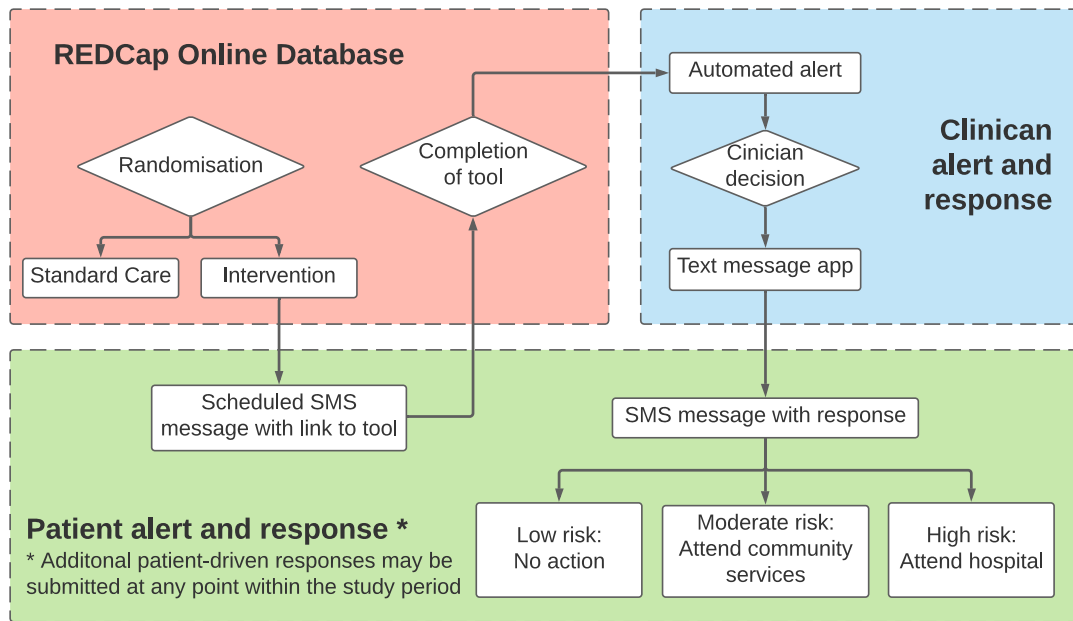 REDCap Online Database
Randomisation
Standard Care
Intervention
Completion
of tool
Automated alert
Cinician
decision
Text message app
Clinican
alert and
response
Scheduled SMS
message with link to tool
SMS message with response
Low risk:
No action
Moderate risk:
Attend community
services
High risk:
Attend hospital
Patient alert and response *
* Additonal patient-driven responses may be
submitted at any point within the study period